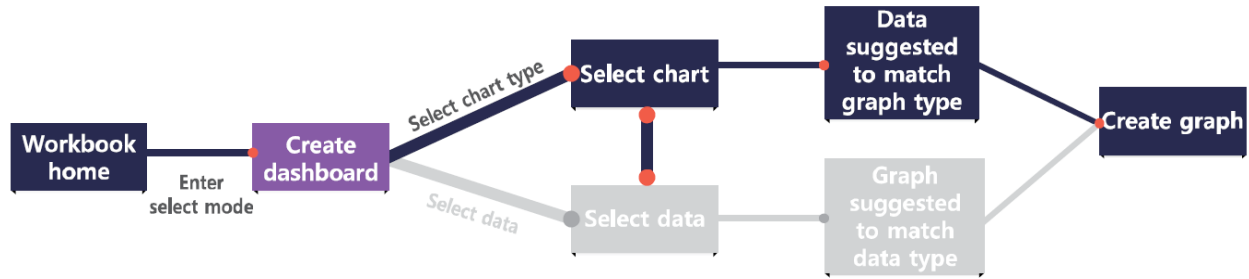 Workbook
home
Enter
select mode
Create
dashboard
Select chart type
Select data
Select chart
Select data
Data
suggested
to match
graph type
Graph
suggested
to match
data type
Create graph